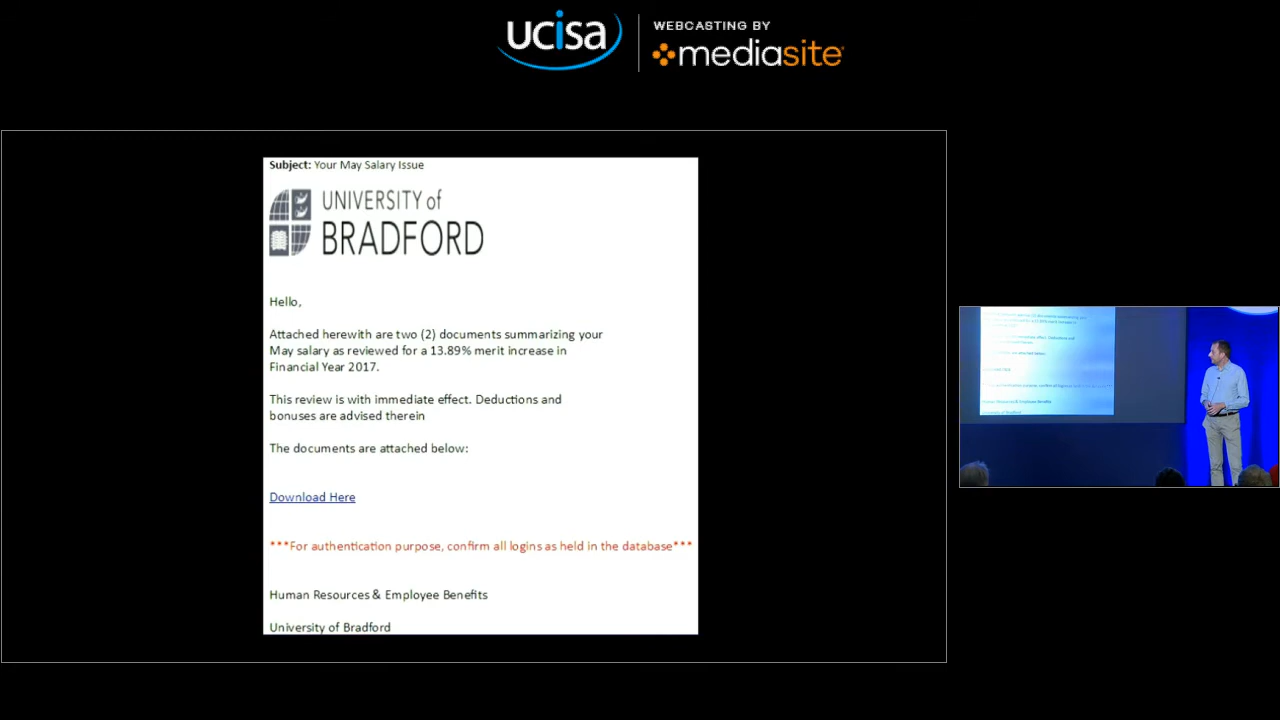 ucisa
WEBCASTING BY
mediasite
Subject: Your May Salary Issue
UNIVERSITY of
BRADFORD
Hello,
Attached herewith are two (2) documents summarizing your
May salary as reviewed for a 13.89% merit increase in
Financial Year 2017.
This review is with immediate effect. Deductions and
bonuses are advised therein
The documents are attached below:
Download Here
***For authentication purpose, confirm all logins as held in the database***
Human Resources & Employee Benefits
University of Bradford